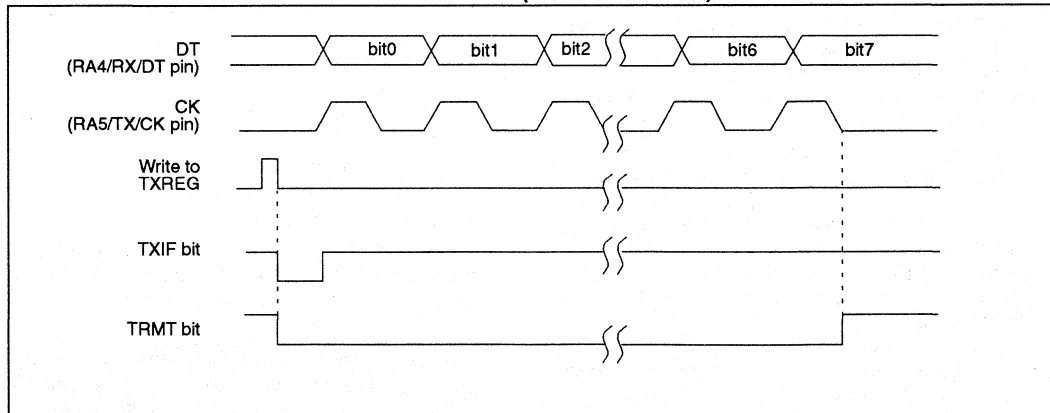 DT
(RA4/RX/DT pin)
bit0
bit1
bit2
bit6
bit7
CK
(RA5/TX/CK pin)
Write to
TXREG
TXIF bit
TRMT bit